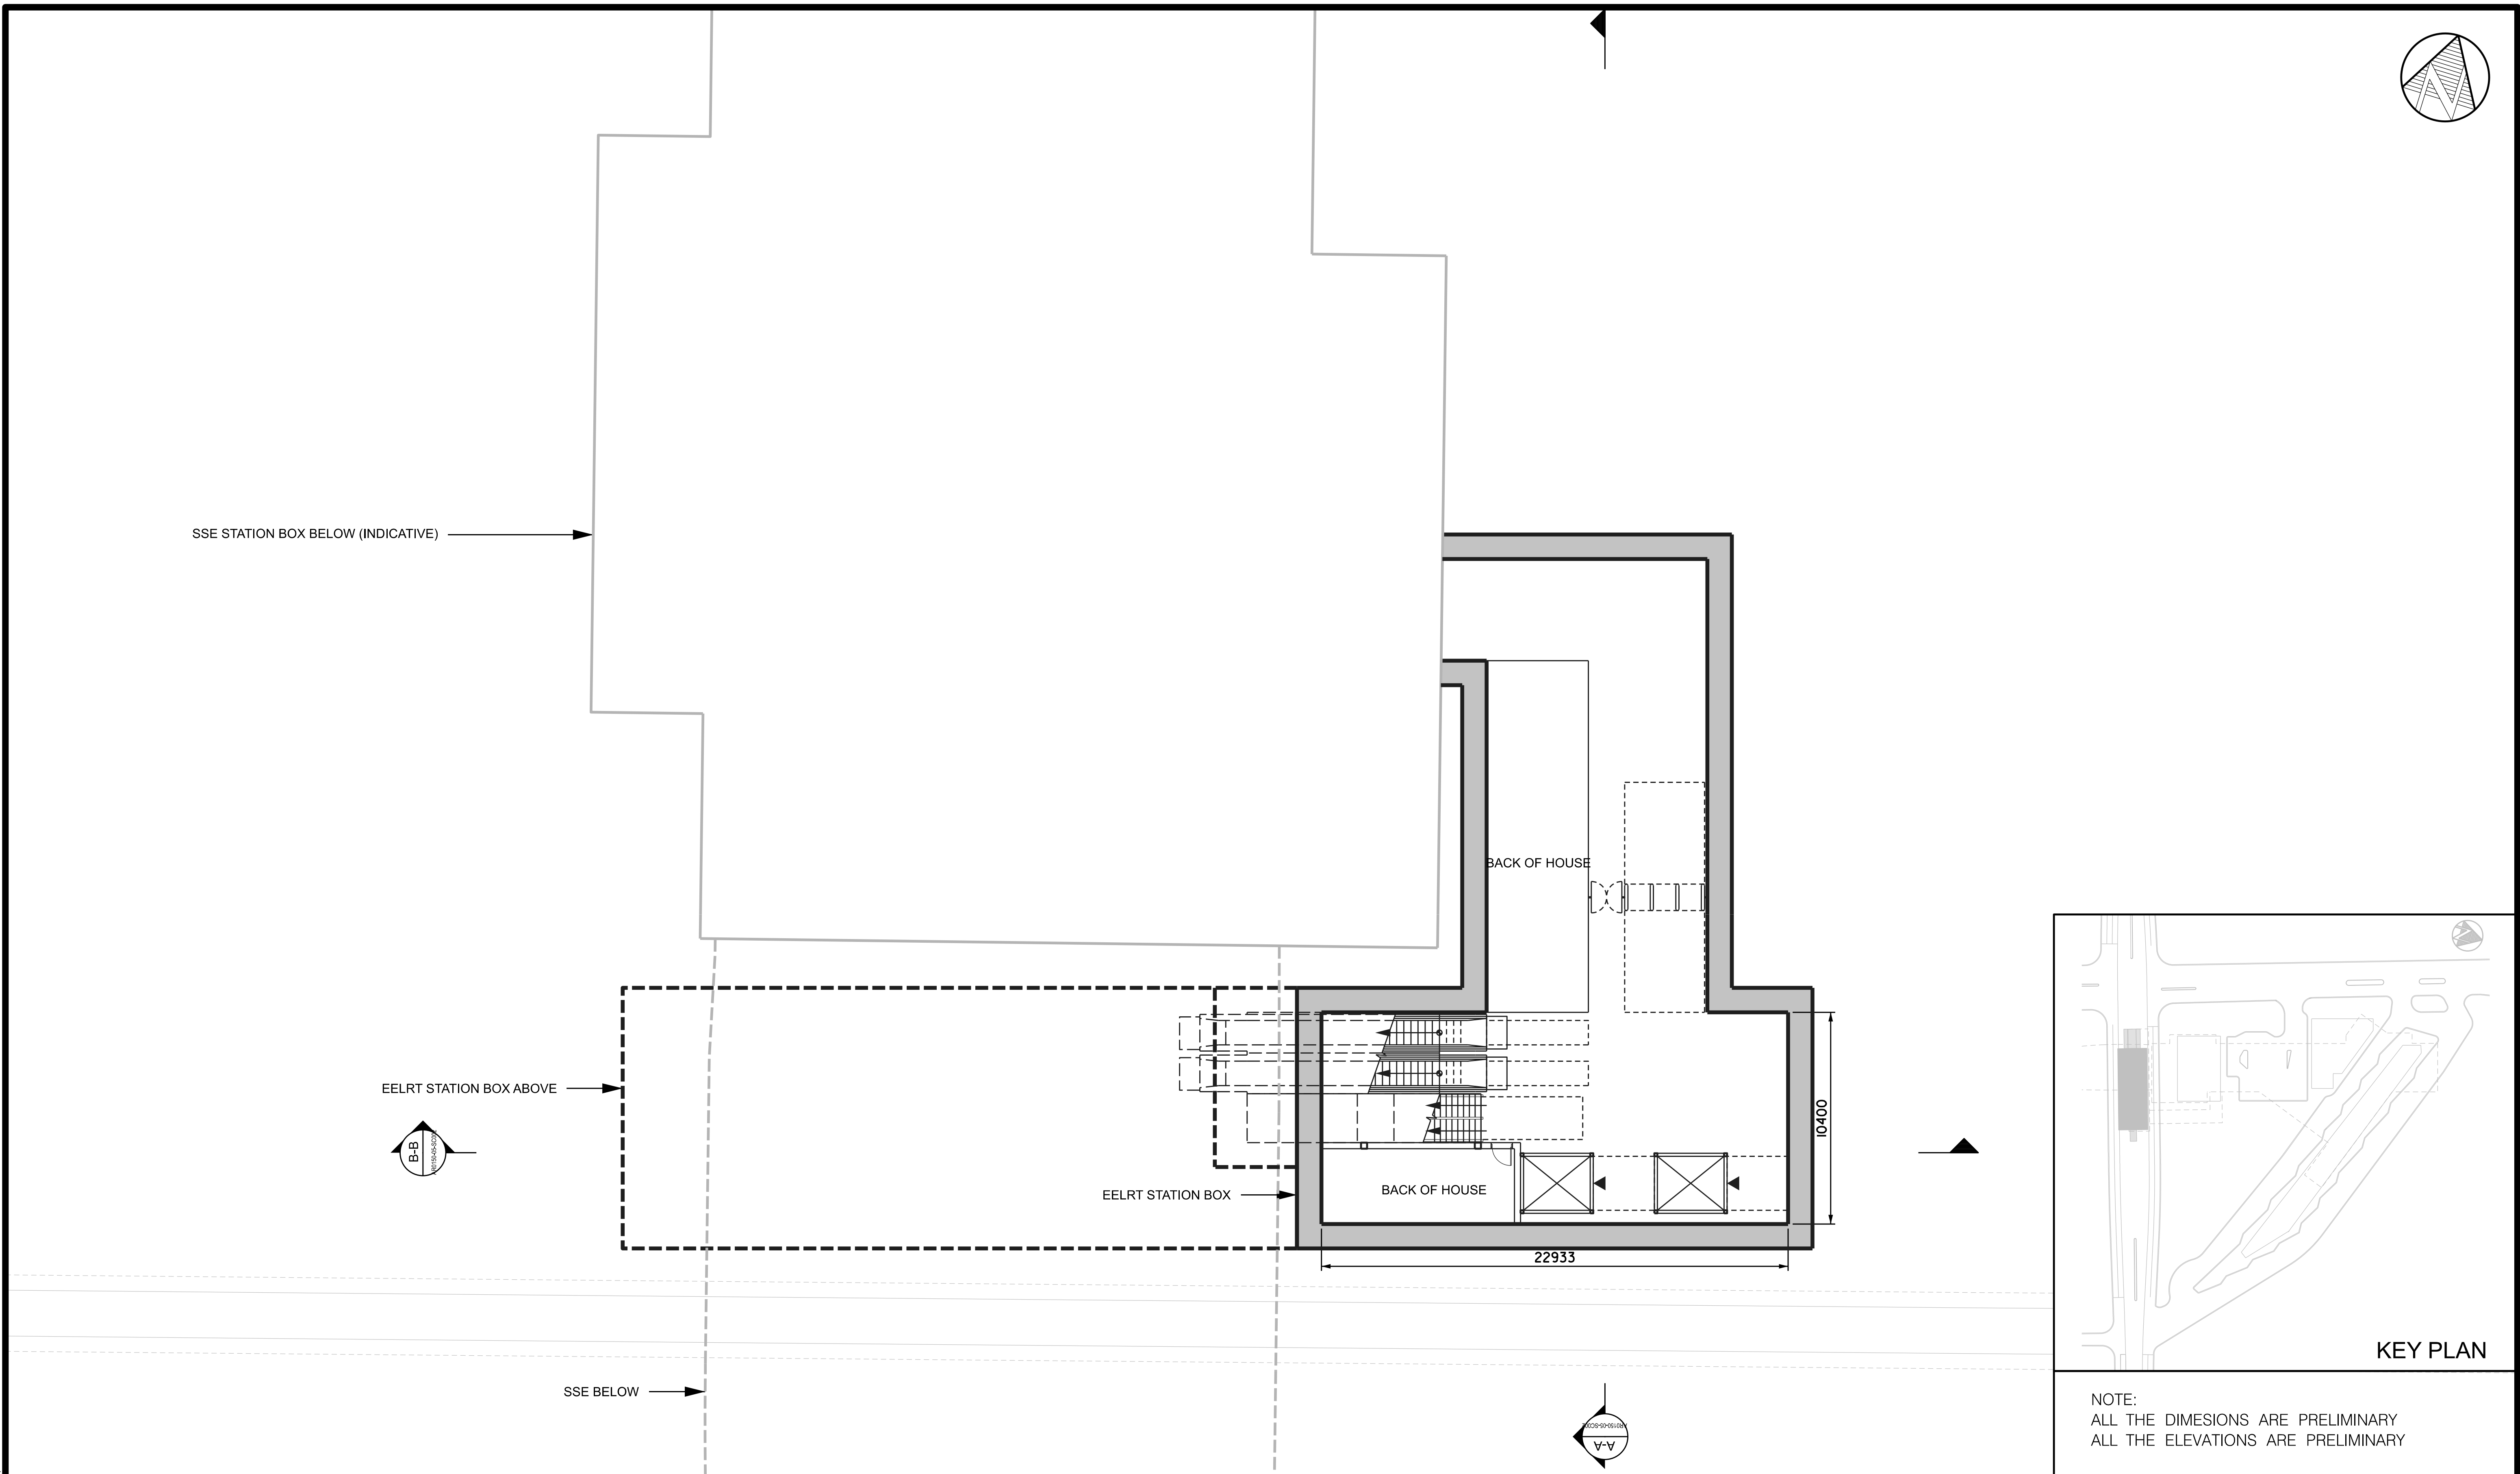 N
SSE STATION BOX BELOW (INDICATIVE)
BACK OF HOUSE
EELRT STATION BOX ABOVE
10400
B-B
EELRT STATION BOX
BACK OF HOUSE
22933
KEY PLAN
SSE BELOW
A-A
NOTE:
ALL THE DIMESIONS ARE PRELIMINARY
ALL THE ELEVATIONS ARE PRELIMINARY